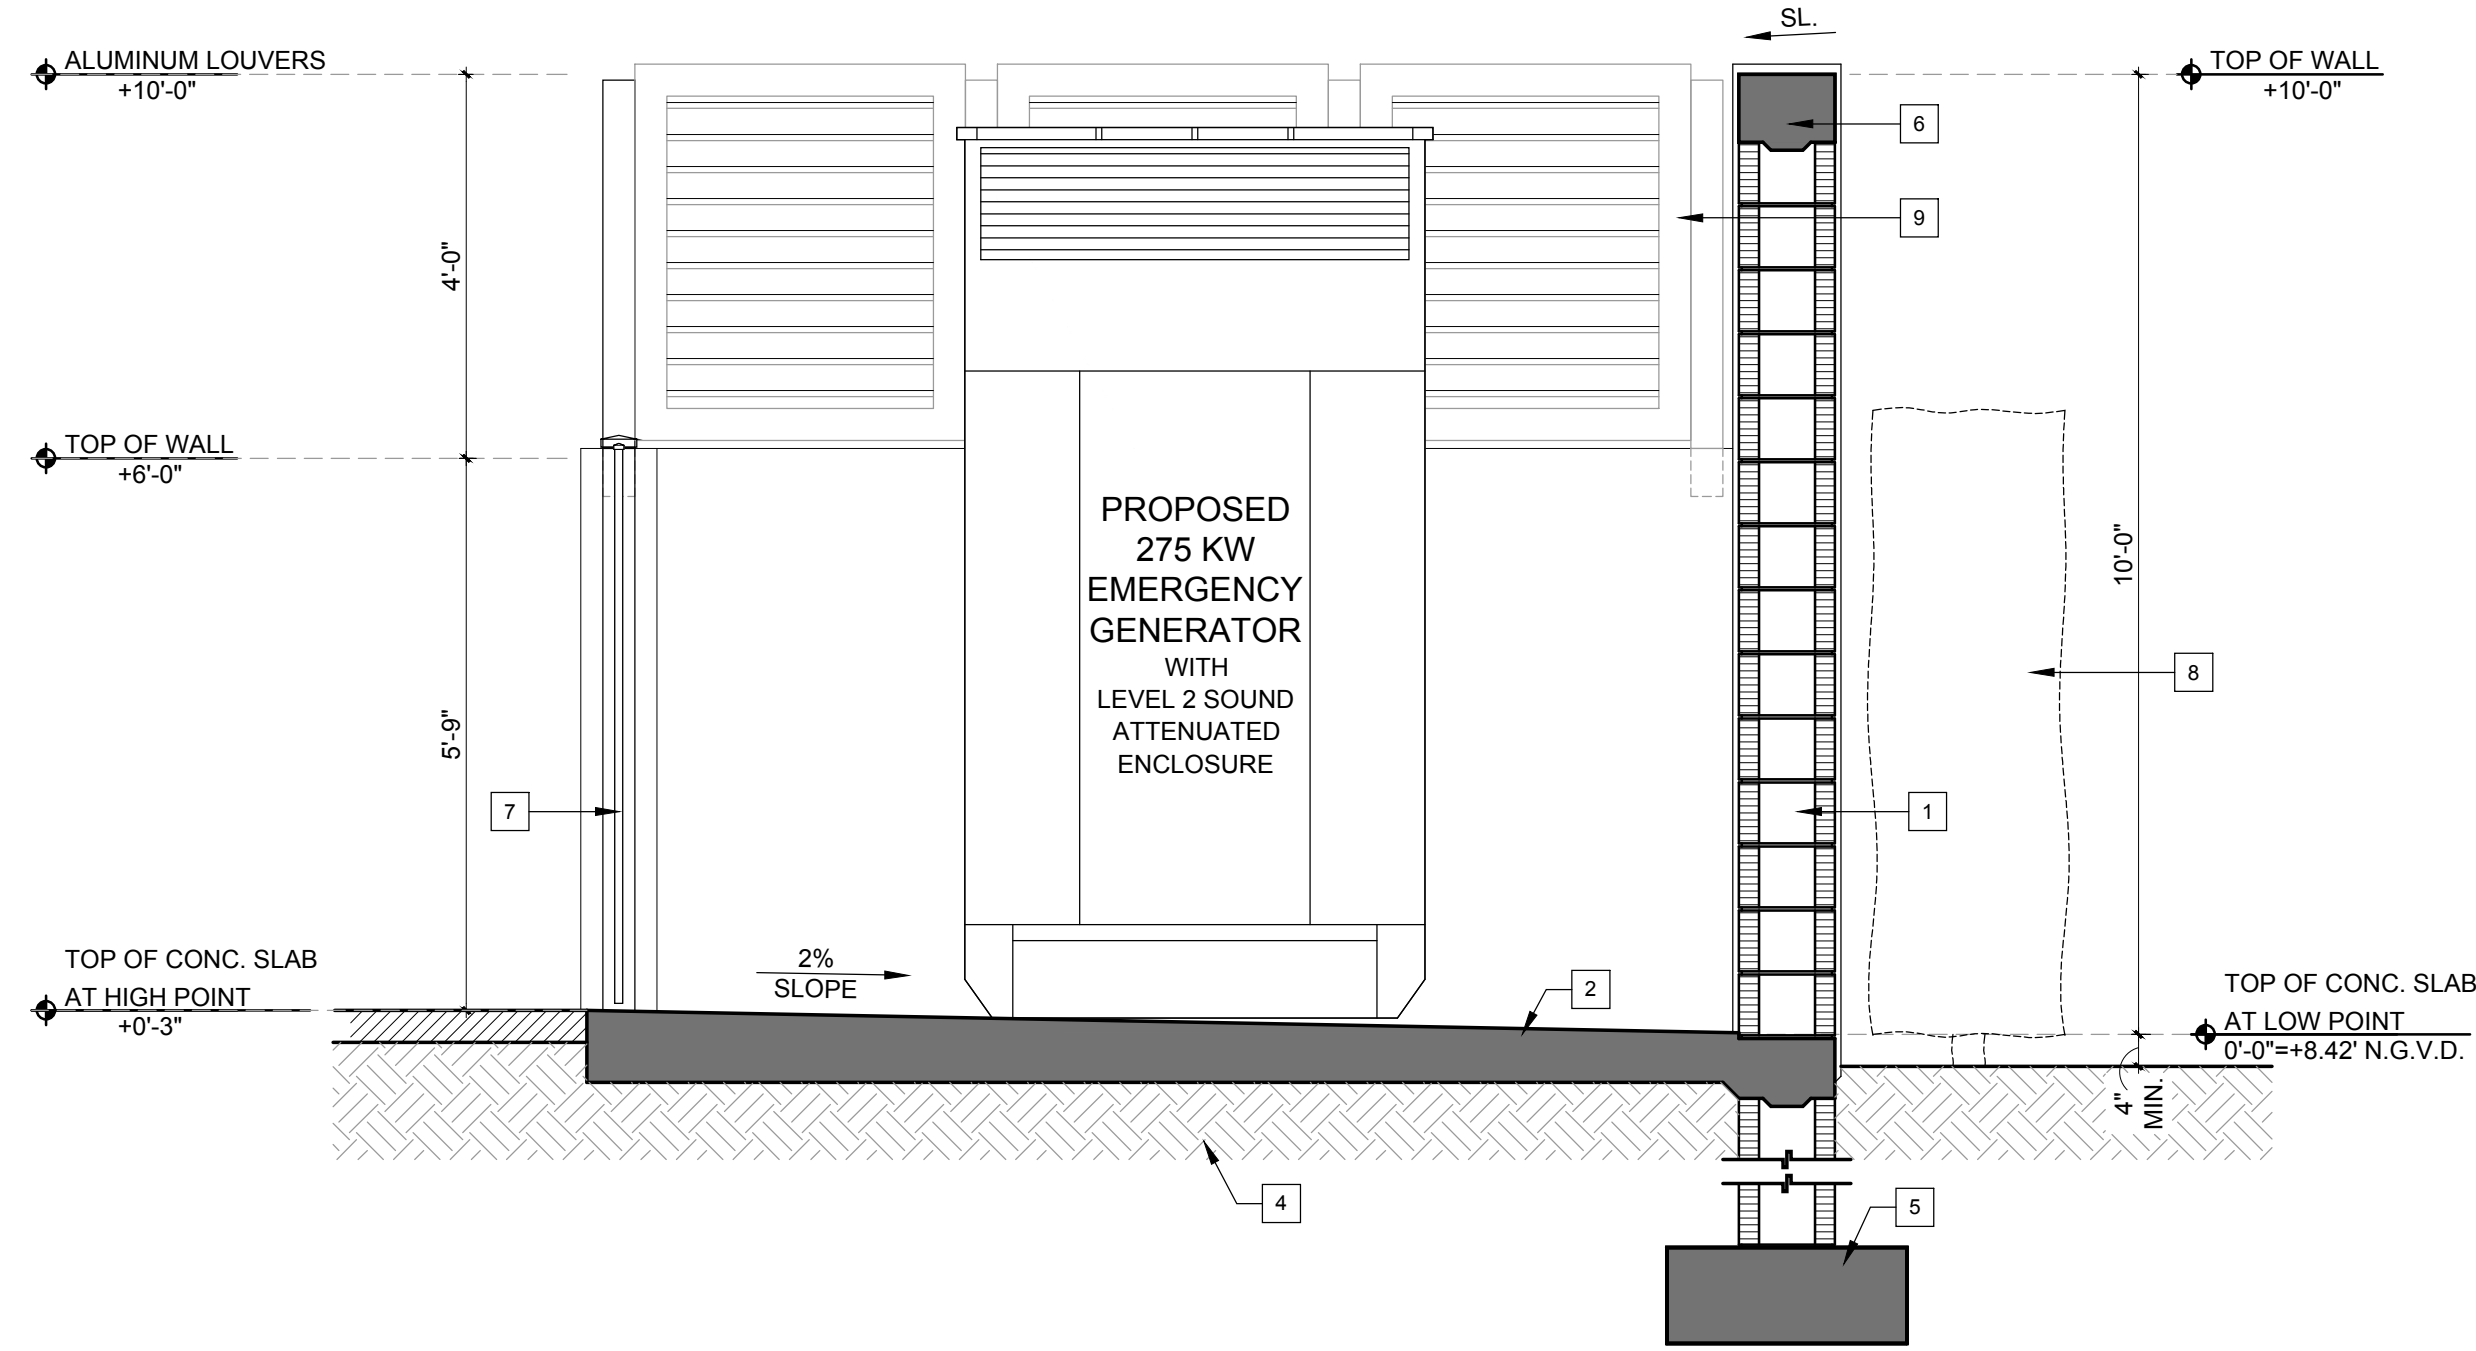 SL.
ALUMINUM LOUVERS
+10'-0"
TOP OF WALL
+10'-0"
6
9
4'-0"
TOP OF WALL
+6'-0"
PROPOSED
275 KW
EMERGENCY
GENERATOR
WITH
LEVEL 2 SOUND
ATTENUATED
ENCLOSURE
10'-0"
8
5'-9"
7
1
2%
SLOPE
2
TOP OF CONC. SLAB
AT HIGH POINT
+0'-3"
TOP OF CONC. SLAB
AT LOW POINT
0'-0"=+8.42' N.G.V.D.
4"
MIN.
4
5